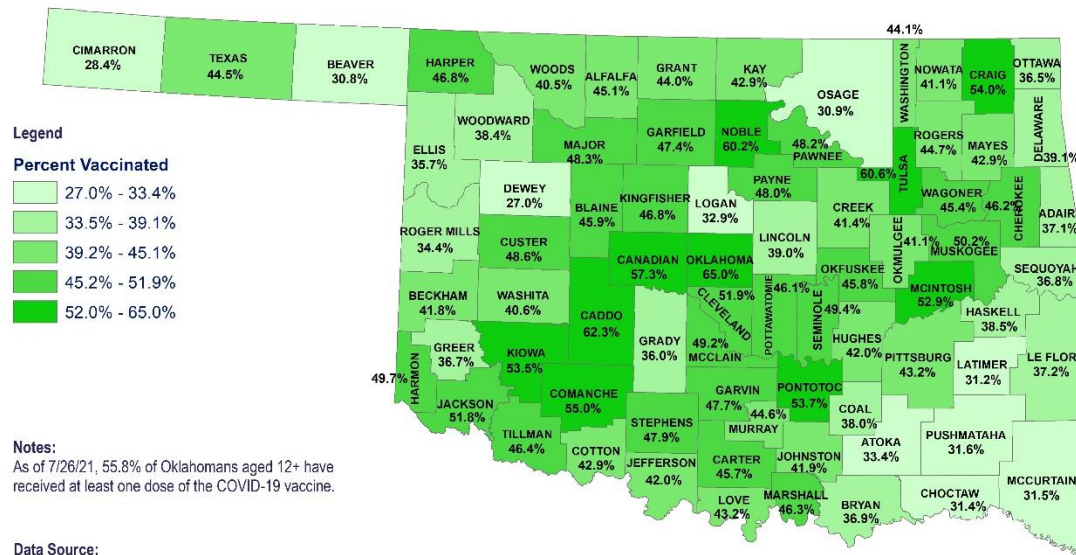 44.1%
CIMARRON
28.4%
TEXAS
44.5%
BEAVER
30.8%
HARPER
46.8%
WOODS
40.5%
ALFALFA
45.1%
GRANT
44.0%
KAY
42.9%
OSAGE
30.9%
WASHINGTON
NOWATA
41.1%
CRAIG
54.0%
OTTAWA
36.5%
Legend
Percent Vaccinated
27.0% - 33.4%
33.5% - 39.1%
39.2% - 45.1%
45.2% - 51.9%
52.0% - 65.0%
ELLIS
35.7%
WOODWARD
38.4%
MAJOR
48.3%
GARFIELD
47.4%
NOBLE
60.2%
48.2%
PAWNEE
60.6%
TULSA
ROGERS
44.7%
MAYES
42.9%
DELAWARE
39.1%
DEWEY
27.0%
BLAINE
45.9%
KINGFISHER
46.8%
LOGAN
32.9%
PAYNE
48.0%
CREEK
41.4%
WAGONER
45.4%
46.2%
CHEROKEE
ADAIR
37.1%
ROGER MILLS
34.4%
CUSTER
48.6%
CANADIAN
57.3%
OKLAHOMA
65.0%
LINCOLN
39.0%
OKMULGEE
41.1%
50.2%
MUSKOGEE
SEQUOYAH
36.8%
BECKHAM
41.8%
WASHITA
40.6%
CADDO
62.3%
51.9%
CLEVELAND
POTTAWATOMIE
46.1%
SEMINOLE
49.4%
OKFUSKEE
45.8%
MCINTOSH
52.9%
HASKELL
38.5%
GREER
36.7%
KIOWA
53.5%
GRADY
36.0%
49.2%
MCCLAIN
HUGHES
42.0%
PITTSBURG
43.2%
LATIMER
31.2%
LE FLOR
37.2%
49.7%
HARMON
JACKSON
51.8%
COMANCHE
55.0%
GARVIN
47.7%
PONTOTOC
53.7%
COAL
38.0%
TILLMAN
46.4%
STEPHENS
47.9%
44.6%
MURRAY
ATOKA
33.4%
PUSHMATAHA
31.6%
COTTON
42.9%
JEFFERSON
42.0%
CARTER
45.7%
JOHNSTON
41.9%
MCCURTAIN
31.5%
LOVE
43.2%
MARSHALL
46.3%
BRYAN
36.9%
CHOCTAW
31.4%
Notes:
As of 7/26/21, 55.8% of Oklahomans aged 12+ have
received at least one dose of the COVID-19 vaccine.
Data Source: